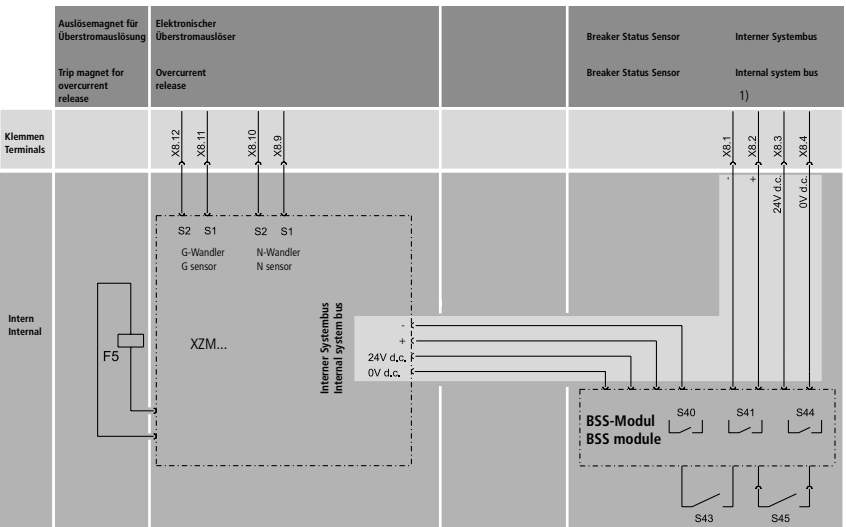 Auslösemagnet für
Überstromauslösung
Elektronischer
Überstromauslöser
Breaker Status Sensor
Interner Systembus
Trip magnet for
overcurrent
release
Overcurrent
release
Breaker Status Sensor
Internal system bus
1)
Klemmen
Terminals
X8.12
X8.11
X8.10
X8.9
X8.1
X8.2
X8.3
X8.4
-
+
24V d.c.
0V d.c.
S2 S1 S2 S1
G-Wandler
G sensor
N-Wandler
N sensor
Intern
Internal
F5
XZM...
Interner Systembus
Internal system bus
-
+
24V d.c.
0V d.c.
BSS-Modul
BSS module
S40 S41 S44
S43 S45